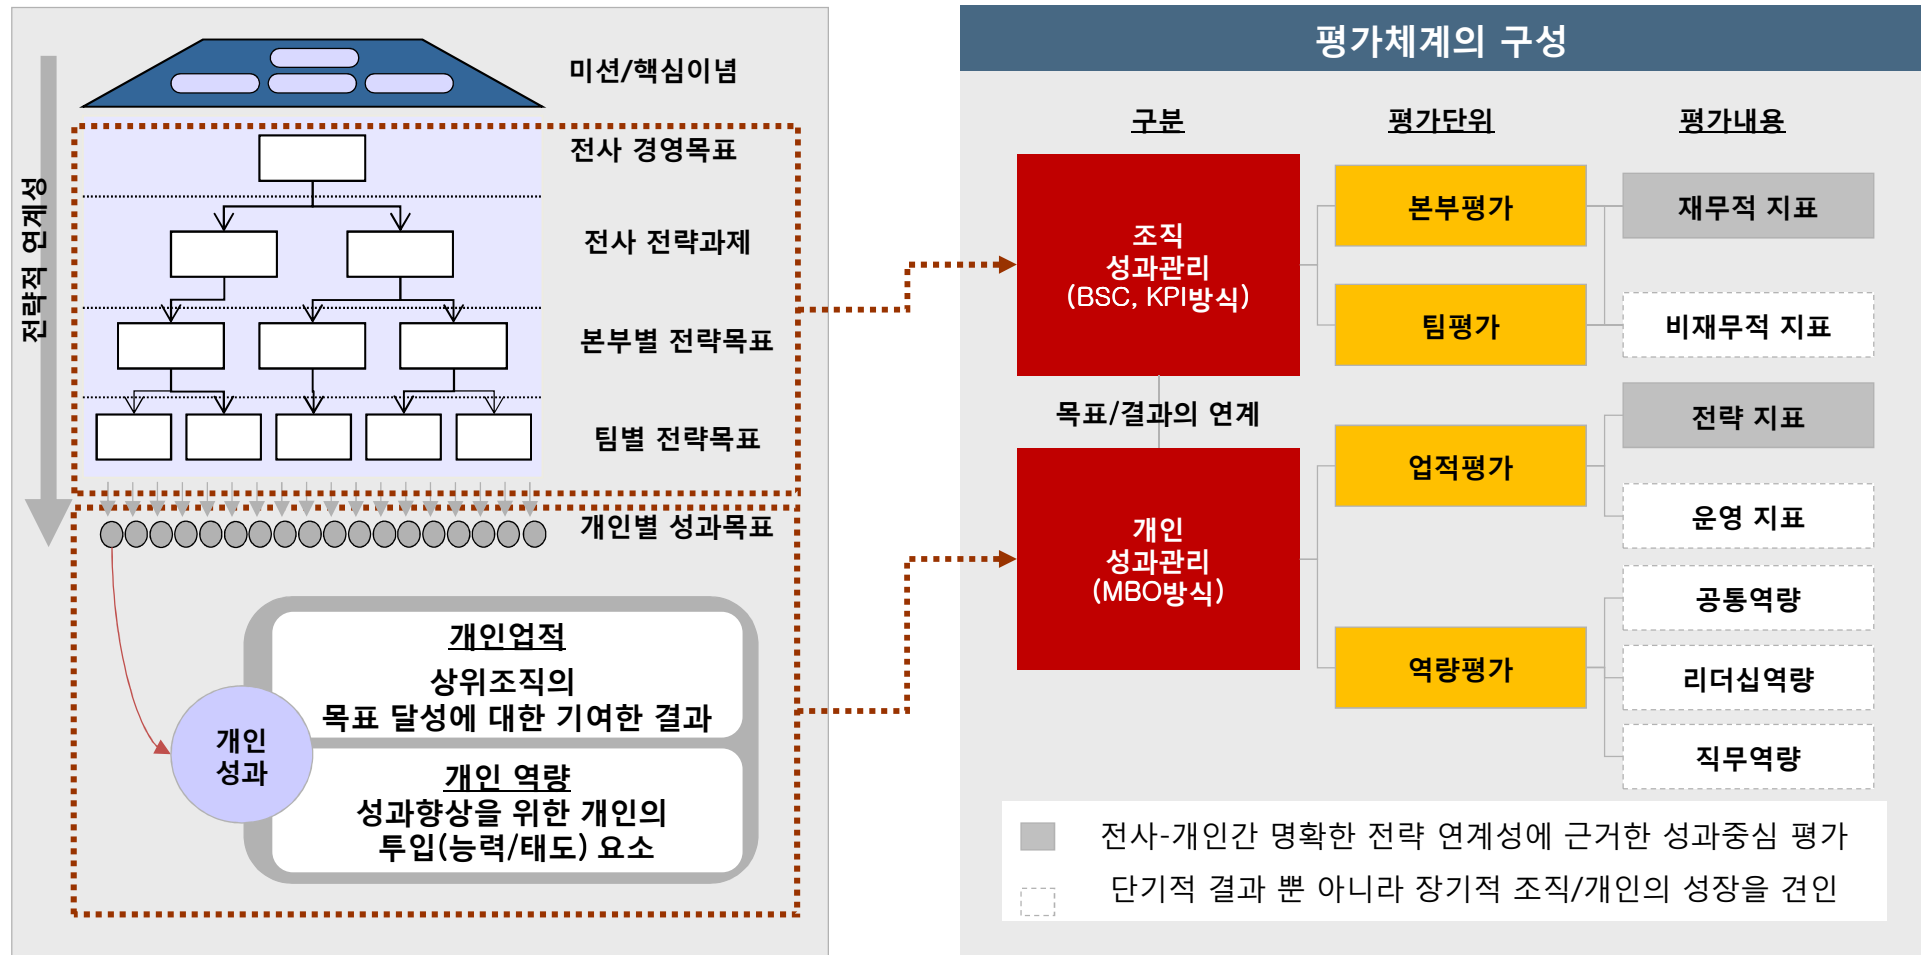 미션/핵심이념
전사 경영목표
전사 전략과제
본부별 전략목표
팀별 전략목표
개인별 성과목표
전략적 연계성
개인업적
상위조직의
목표 달성에 대한 기여한 결과
개인
성과
개인 역량
성과향상을 위한 개인의
투입(능력/태도) 요소
평가체계의 구성
구분
평가단위
평가내용
조직
성과관리
(BSC, KPI방식)
본부평가
팀평가
재무적 지표
비재무적 지표
목표/결과의 연계
개인
성과관리
(MBO방식)
업적평가
역량평가
전략 지표
운영 지표
공통역량
리더십역량
직무역량
전사-개인간 명확한 전략 연계성에 근거한 성과중심 평가
단기적 결과 뿐 아니라 장기적 조직/개인의 성장을 견인